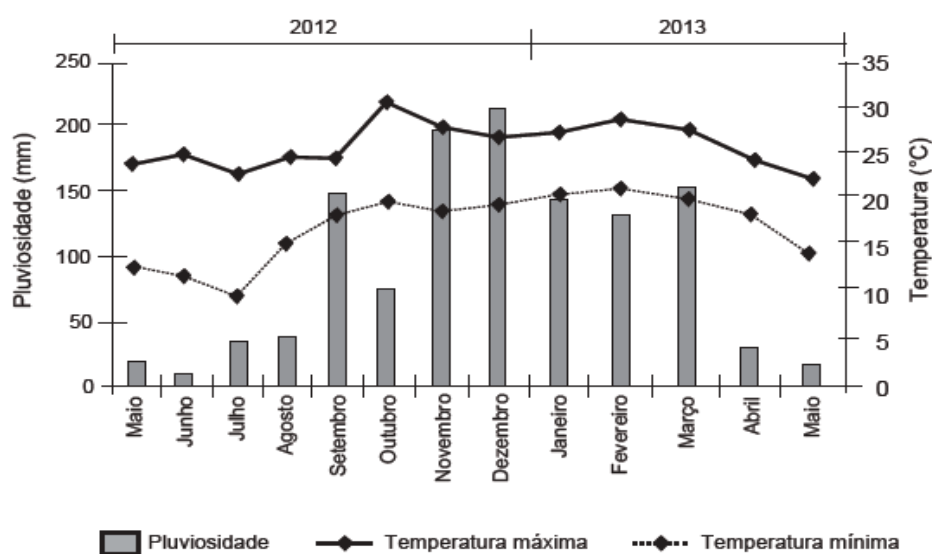 2012 2013
250 35
200 30
25
150 20
100 15
10
50 5
0 0
Pluviosidade (mm)
Temperatura (°C)
Maio
Junho
Julho
Agosto
Setembro
Outubro
Novembro
Dezembro
Janeiro
Fevereiro
Março
Abril
Maio
Pluviosidade Temperatura máxima Temperatura mínima